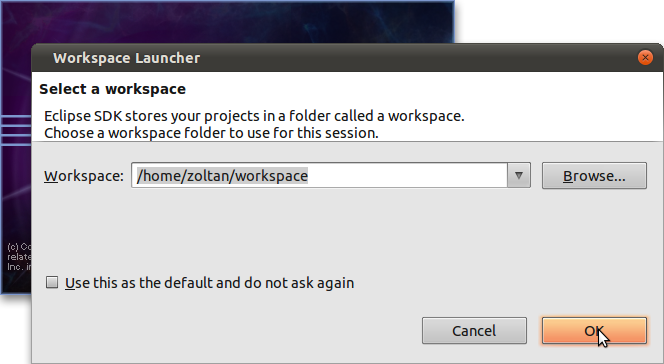 Workspace Launcher
Select a workspace
Eclipse SDK stores your projects in a folder called a workspace.
Choose a workspace folder to use for this session.
Workspace: /home/zoltan/workspace Browse...
(c) Co
relate
Inc. i
Use this as the default and do not ask again
Cancel OK